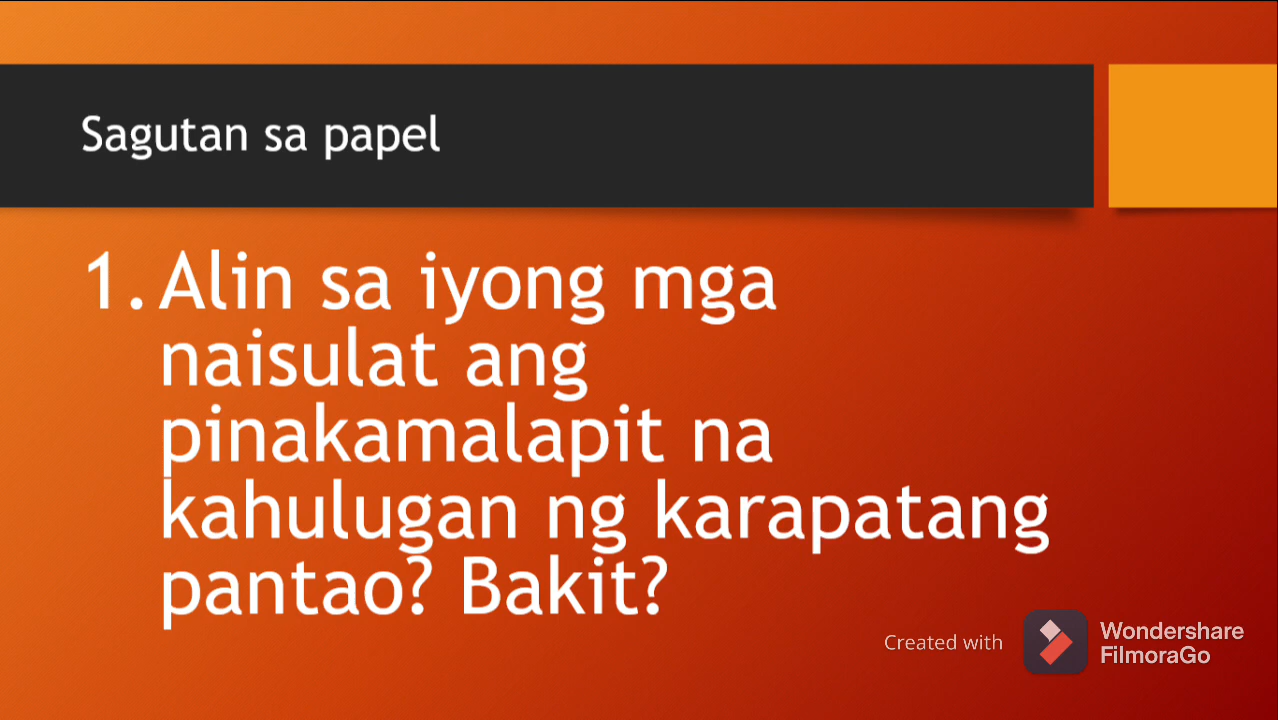 Sagutan sa papel
1. Alin sa iyong mga
naisulat ang
pinakamalapit na
kahulugan ng karapatang
pantao? Bakit?
Created with
Wondershare
FilmoraGo